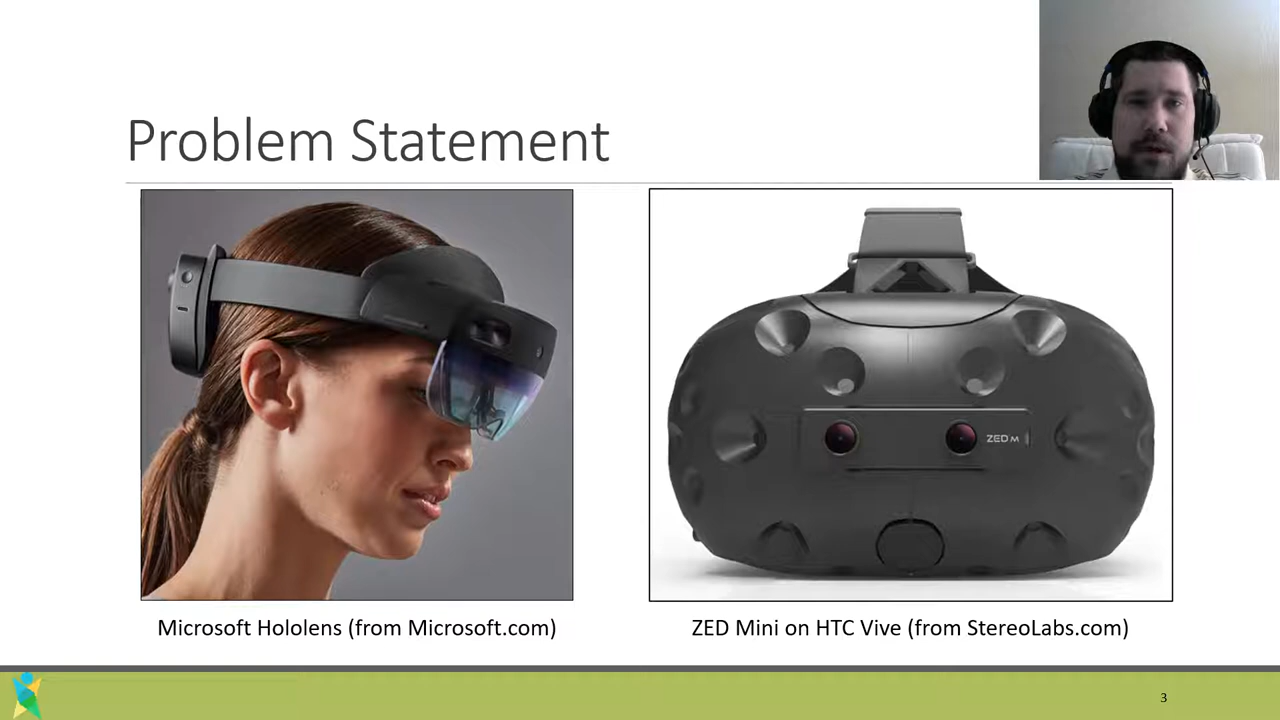 Problem Statement
ZED M
Microsoft Hololens (from Microsoft.com)
ZED Mini on HTC Vive (from StereoLabs.com)
3